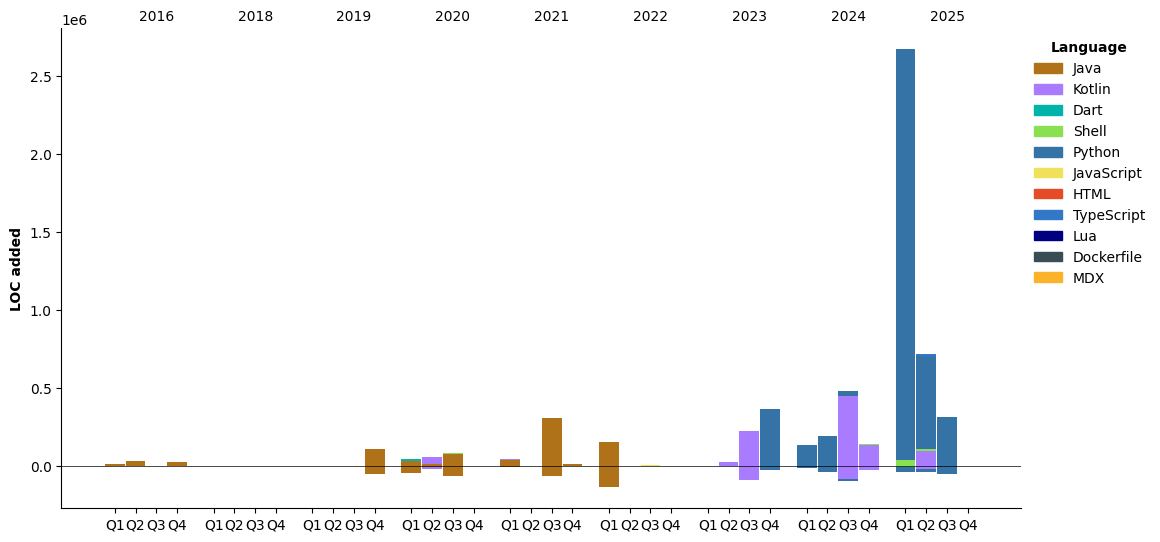 2016 2018 2019 2020 2021 2022 2023 2024 2025
1e6
Language
Java
Kotlin
Dart
Shell
Python
JavaScript
HTML
TypeScript
Lua
Dockerfile
MDX
LOC added
2.5
2.0
1.5
1.0
0.5
0.0
Q1 Q2 Q3 Q4 Q1 Q2 Q3 Q4 Q1 Q2 Q3 Q4 Q1 Q2 Q3 Q4 Q1 Q2 Q3 Q4 Q1 Q2 Q3 Q4 Q1 Q2 Q3 Q4 Q1 Q2 Q3 Q4 Q1 Q2 Q3 Q4